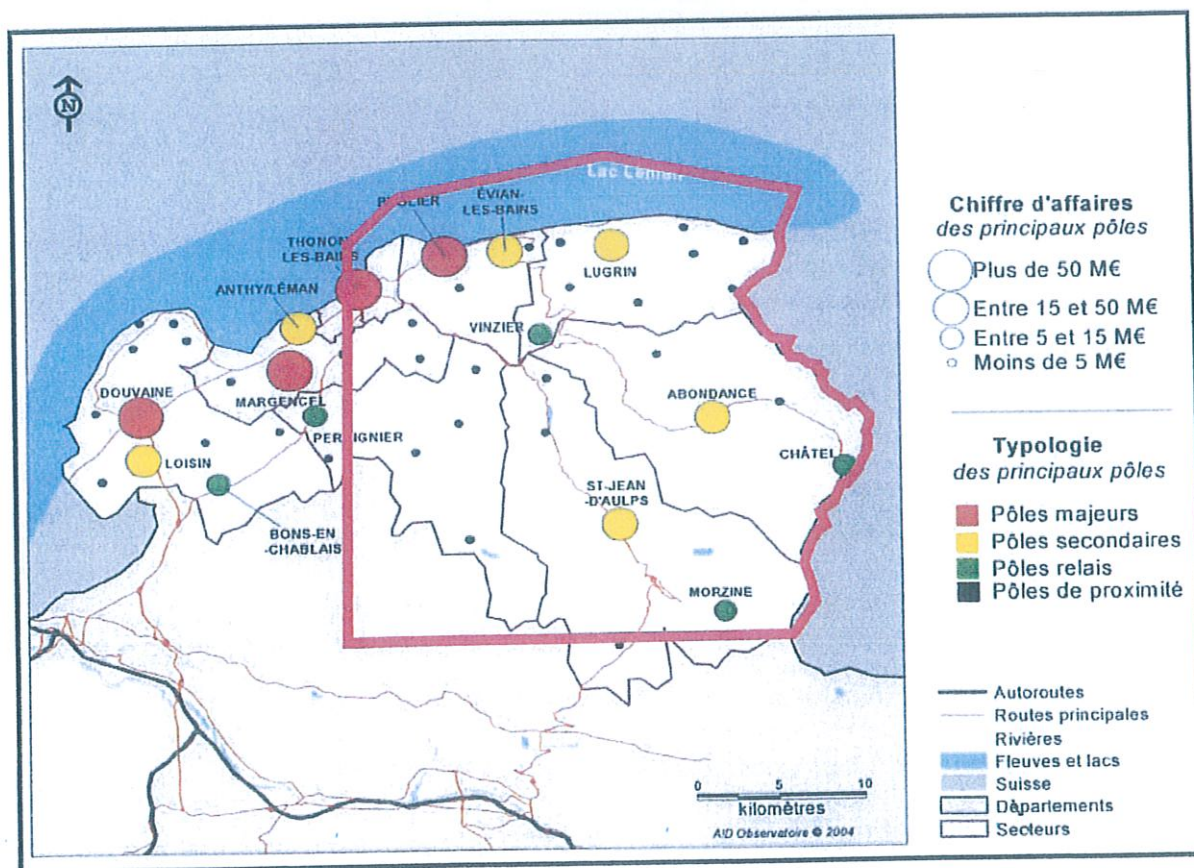 N
Lac Léman
PUBLIER
ÉVIAN-
LES-BAINS
THONON
LES-BAINS
LUGRIN
ANTHY/LÉMAN
VINZIER
DOUVAINE
MARGENCEL
ABONDANCE
PERRIGNIER
CHÂTEL
LOISIN
ST-JEAN
-D'AULPS
BONS-EN
-CHABLAIS
MORZINE
0 5 10
kilomètres
AID Observatoire © 2004
Chiffre d'affaires
des principaux pôles
Plus de 50 M€
Entre 15 et 50 M€
Entre 5 et 15 M€
Moins de 5 M€
Typologie
des principaux pôles
Pôles majeurs
Pôles secondaires
Pôles relais
Pôles de proximité
Autoroutes
Routes principales
Rivières
Fleuves et lacs
Suisse
Départements
Secteurs